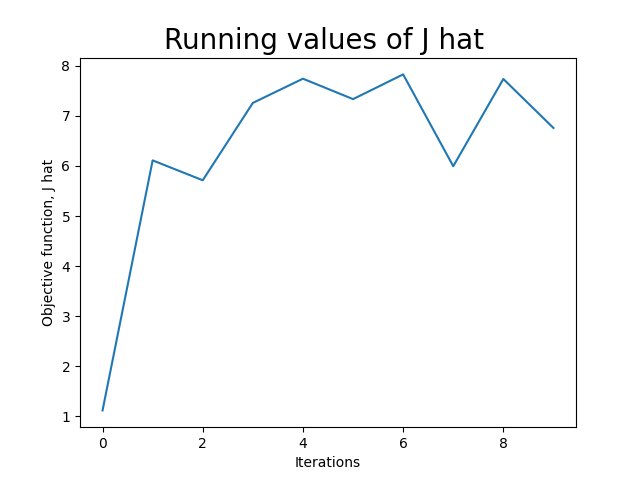 Running values of J hat
8
7
6
5
4
3
2
1
Objective function, J hat
0 2 4 6 8
Iterations